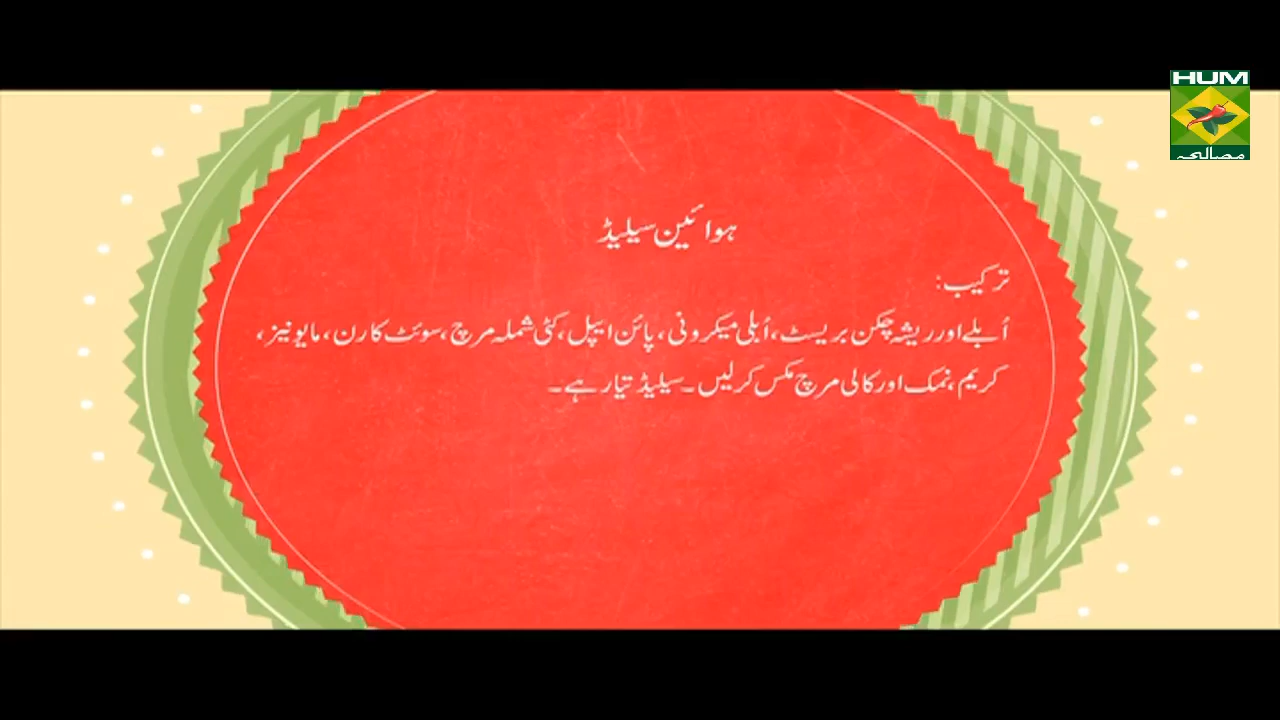 HUM
مصالحہ
ہوائین سیلیڈ
ترکیب:
اُبلے اور ریشہ چکن بریسٹ، اُبلی میکرونی، پائن ایپل، کٹی شملہ مرچ، سوئٹ کارن، مایونیز،
کریم، نمک اور کالی مرچ مکس کرلیں۔ سیلیڈ تیار ہے۔